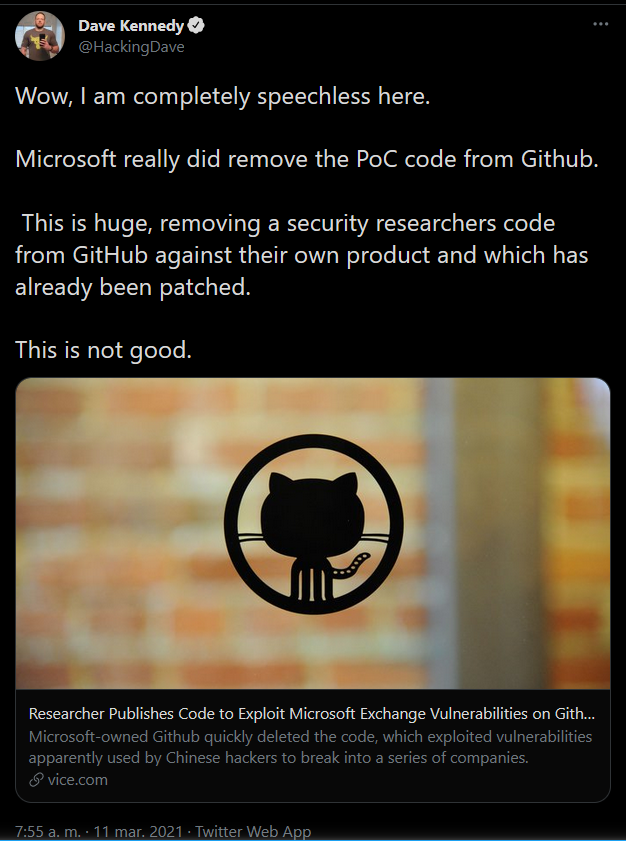 Dave Kennedy
@HackingDave
Wow, I am completely speechless here.
Microsoft really did remove the PoC code from Github.
This is huge, removing a security researchers code
from GitHub against their own product and which has
already been patched.
This is not good.
Researcher Publishes Code to Exploit Microsoft Exchange Vulnerabilities on Gith...
Microsoft-owned Github quickly deleted the code, which exploited vulnerabilities
apparently used by Chinese hackers to break into a series of companies.
vice.com
7:55 a. m. · 11 mar. 2021 · Twitter Web App